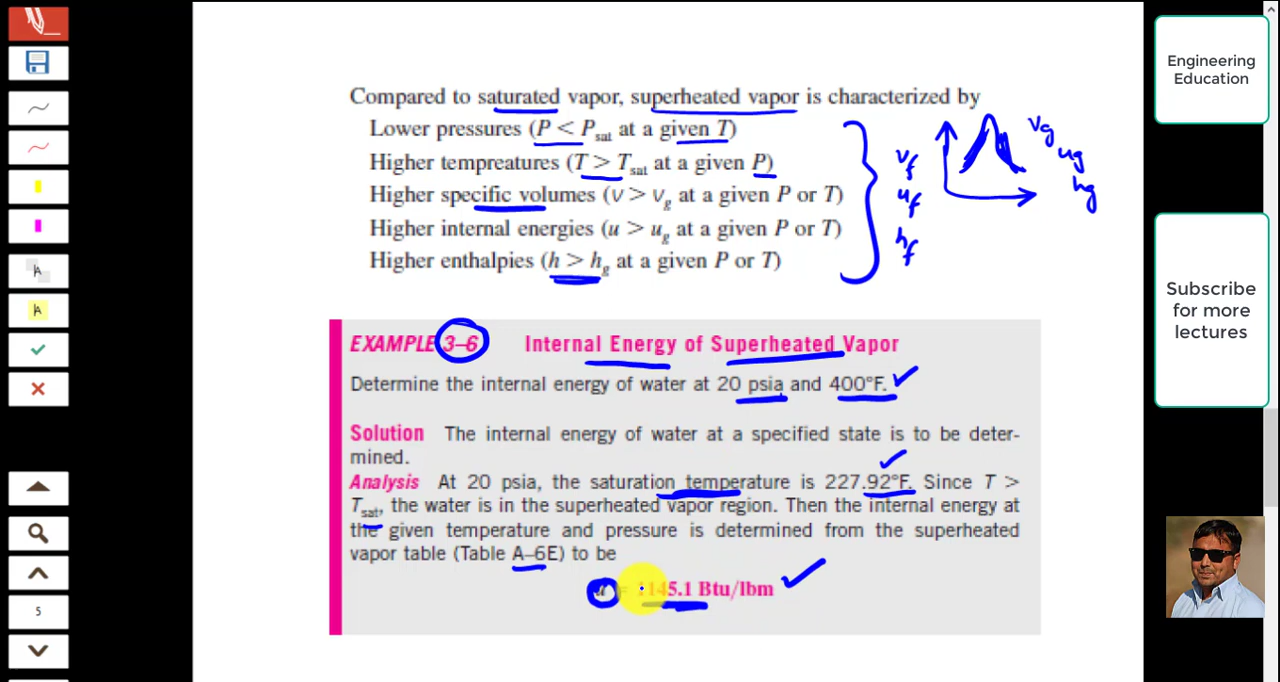 Compared to saturated vapor, superheated vapor is characterized by
Lower pressures (P < Psat at a given T)
Higher tempreatures (T > Tsat at a given P)
Higher specific volumes (v > vg at a given P or T)
Higher internal energies (u > ug at a given P or T)
Higher enthalpies (h > hg at a given P or T)
vf
uf
hf
vg
ug
hg
EXAMPLE 3–6 Internal Energy of Superheated Vapor
Determine the internal energy of water at 20 psia and 400°F.
Solution The internal energy of water at a specified state is to be deter-
mined.
Analysis At 20 psia, the saturation temperature is 227.92°F. Since T >
Tsat, the water is in the superheated vapor region. Then the internal energy at
the given temperature and pressure is determined from the superheated
vapor table (Table A–6E) to be
u = 1145.1 Btu/lbm
Engineering
Education
Subscribe
for more
lectures
A
A
5